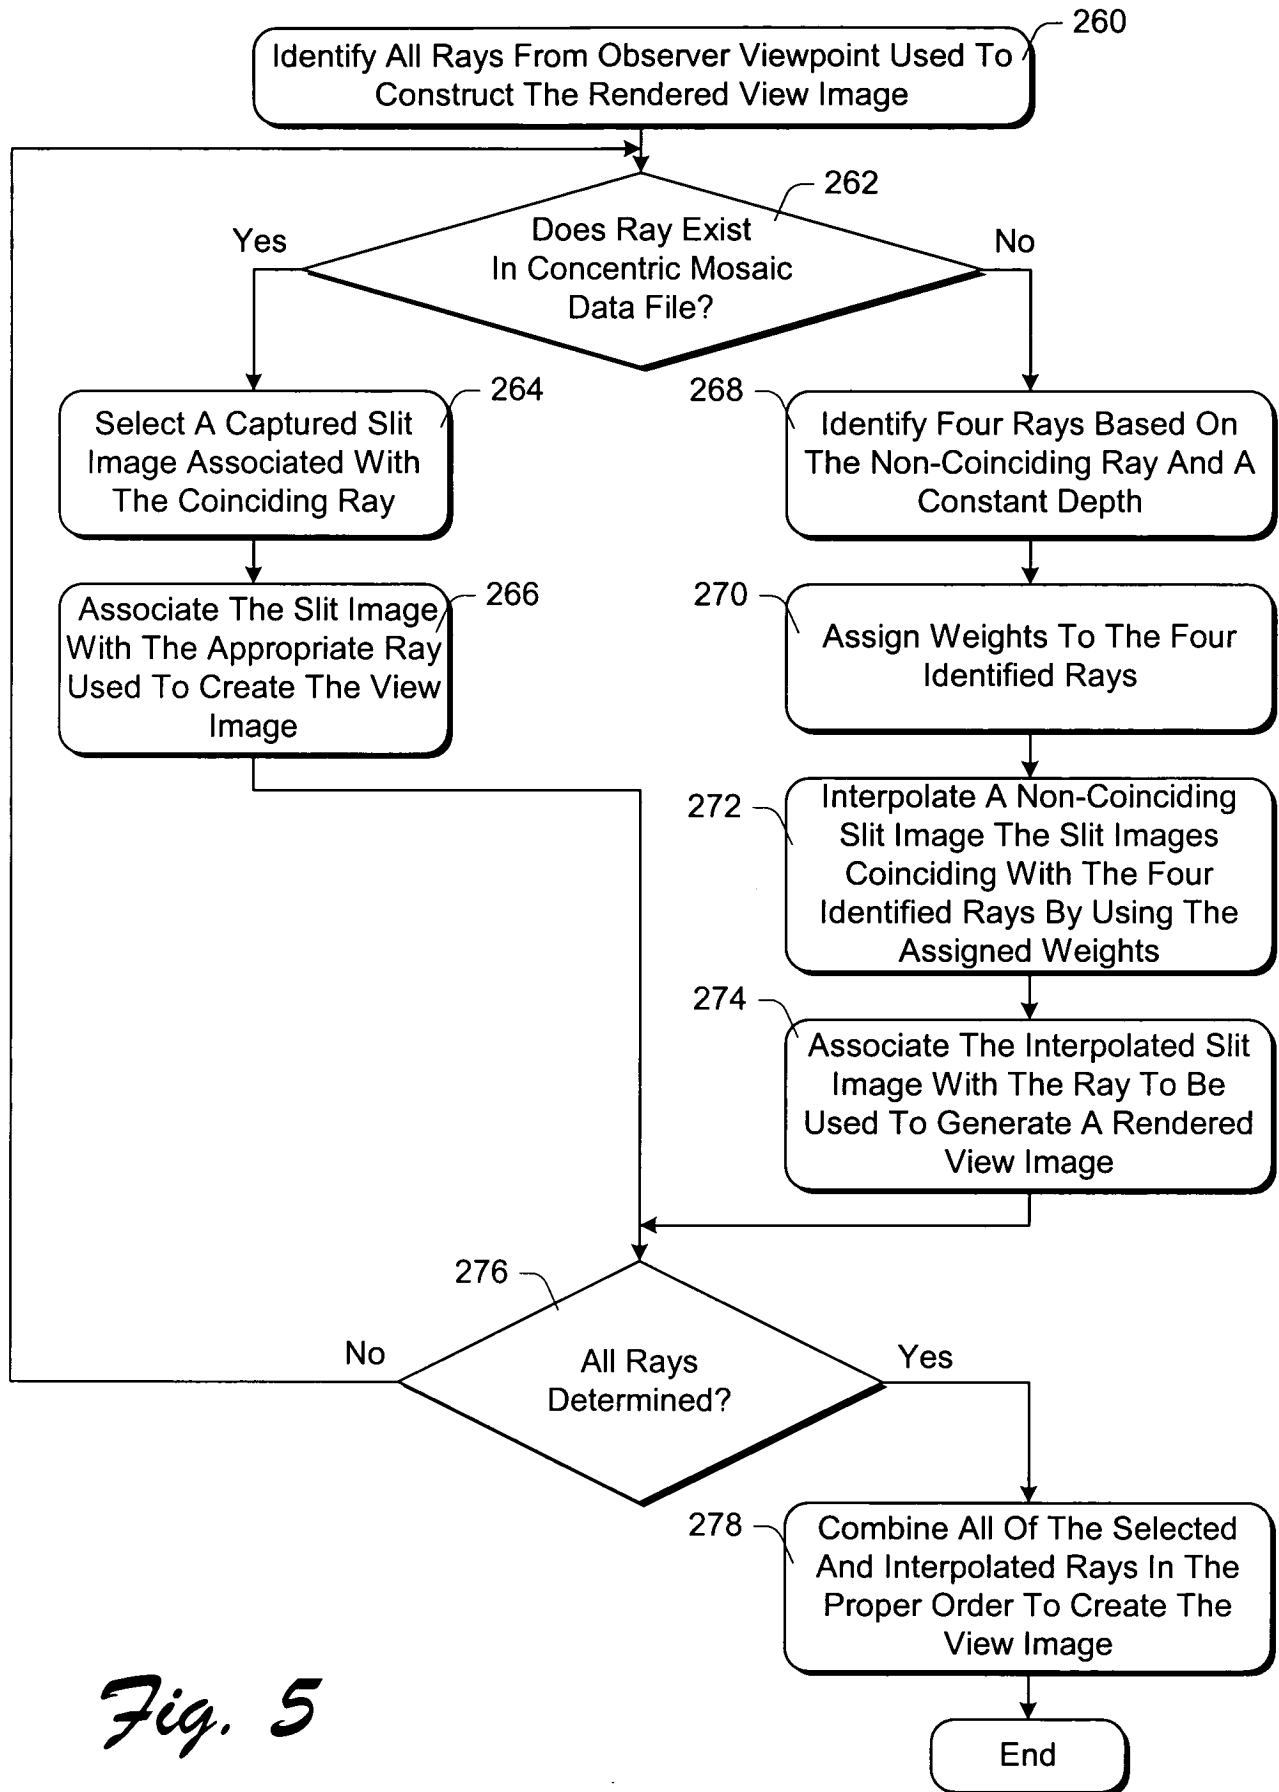 260
Identify All Rays From Observer Viewpoint Used To
Construct The Rendered View Image
262
Does Ray Exist
In Concentric Mosaic
Data File?
Yes
No
264
Select A Captured Slit
Image Associated With
The Coinciding Ray
268
Identify Four Rays Based On
The Non-Coinciding Ray And A
Constant Depth
266
Associate The Slit Image
With The Appropriate Ray
Used To Create The View
Image
270
Assign Weights To The Four
Identified Rays
272
Interpolate A Non-Coinciding
Slit Image The Slit Images
Coinciding With The Four
Identified Rays By Using The
Assigned Weights
274
Associate The Interpolated Slit
Image With The Ray To Be
Used To Generate A Rendered
View Image
276
All Rays
Determined?
No
Yes
278
Combine All Of The Selected
And Interpolated Rays In The
Proper Order To Create The
View Image
End
Fig. 5